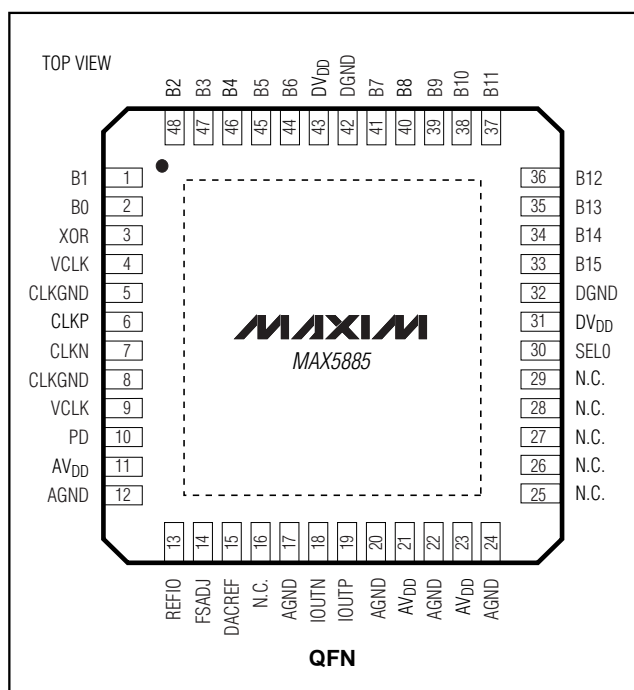 TOP VIEW
B2 B3 B4 B5 B6 DVDD DGND B7 B8 B9 B10 B11
48 47 46 45 44 43 42 41 40 39 38 37
B1 1
B0 2
XOR 3
VCLK 4
CLKGND 5
CLKP 6
CLKN 7
CLKGND 8
VCLK 9
PD 10
AVDD 11
AGND 12
MAXIM
MAX5885
36 B12
35 B13
34 B14
33 B15
32 DGND
31 DVDD
30 SEL0
29 N.C.
28 N.C.
27 N.C.
26 N.C.
25 N.C.
13 14 15 16 17 18 19 20 21 22 23 24
REFIO FSADJ DACREF N.C. AGND IOUTN IOUTP AGND AVDD AGND AVDD AGND
QFN